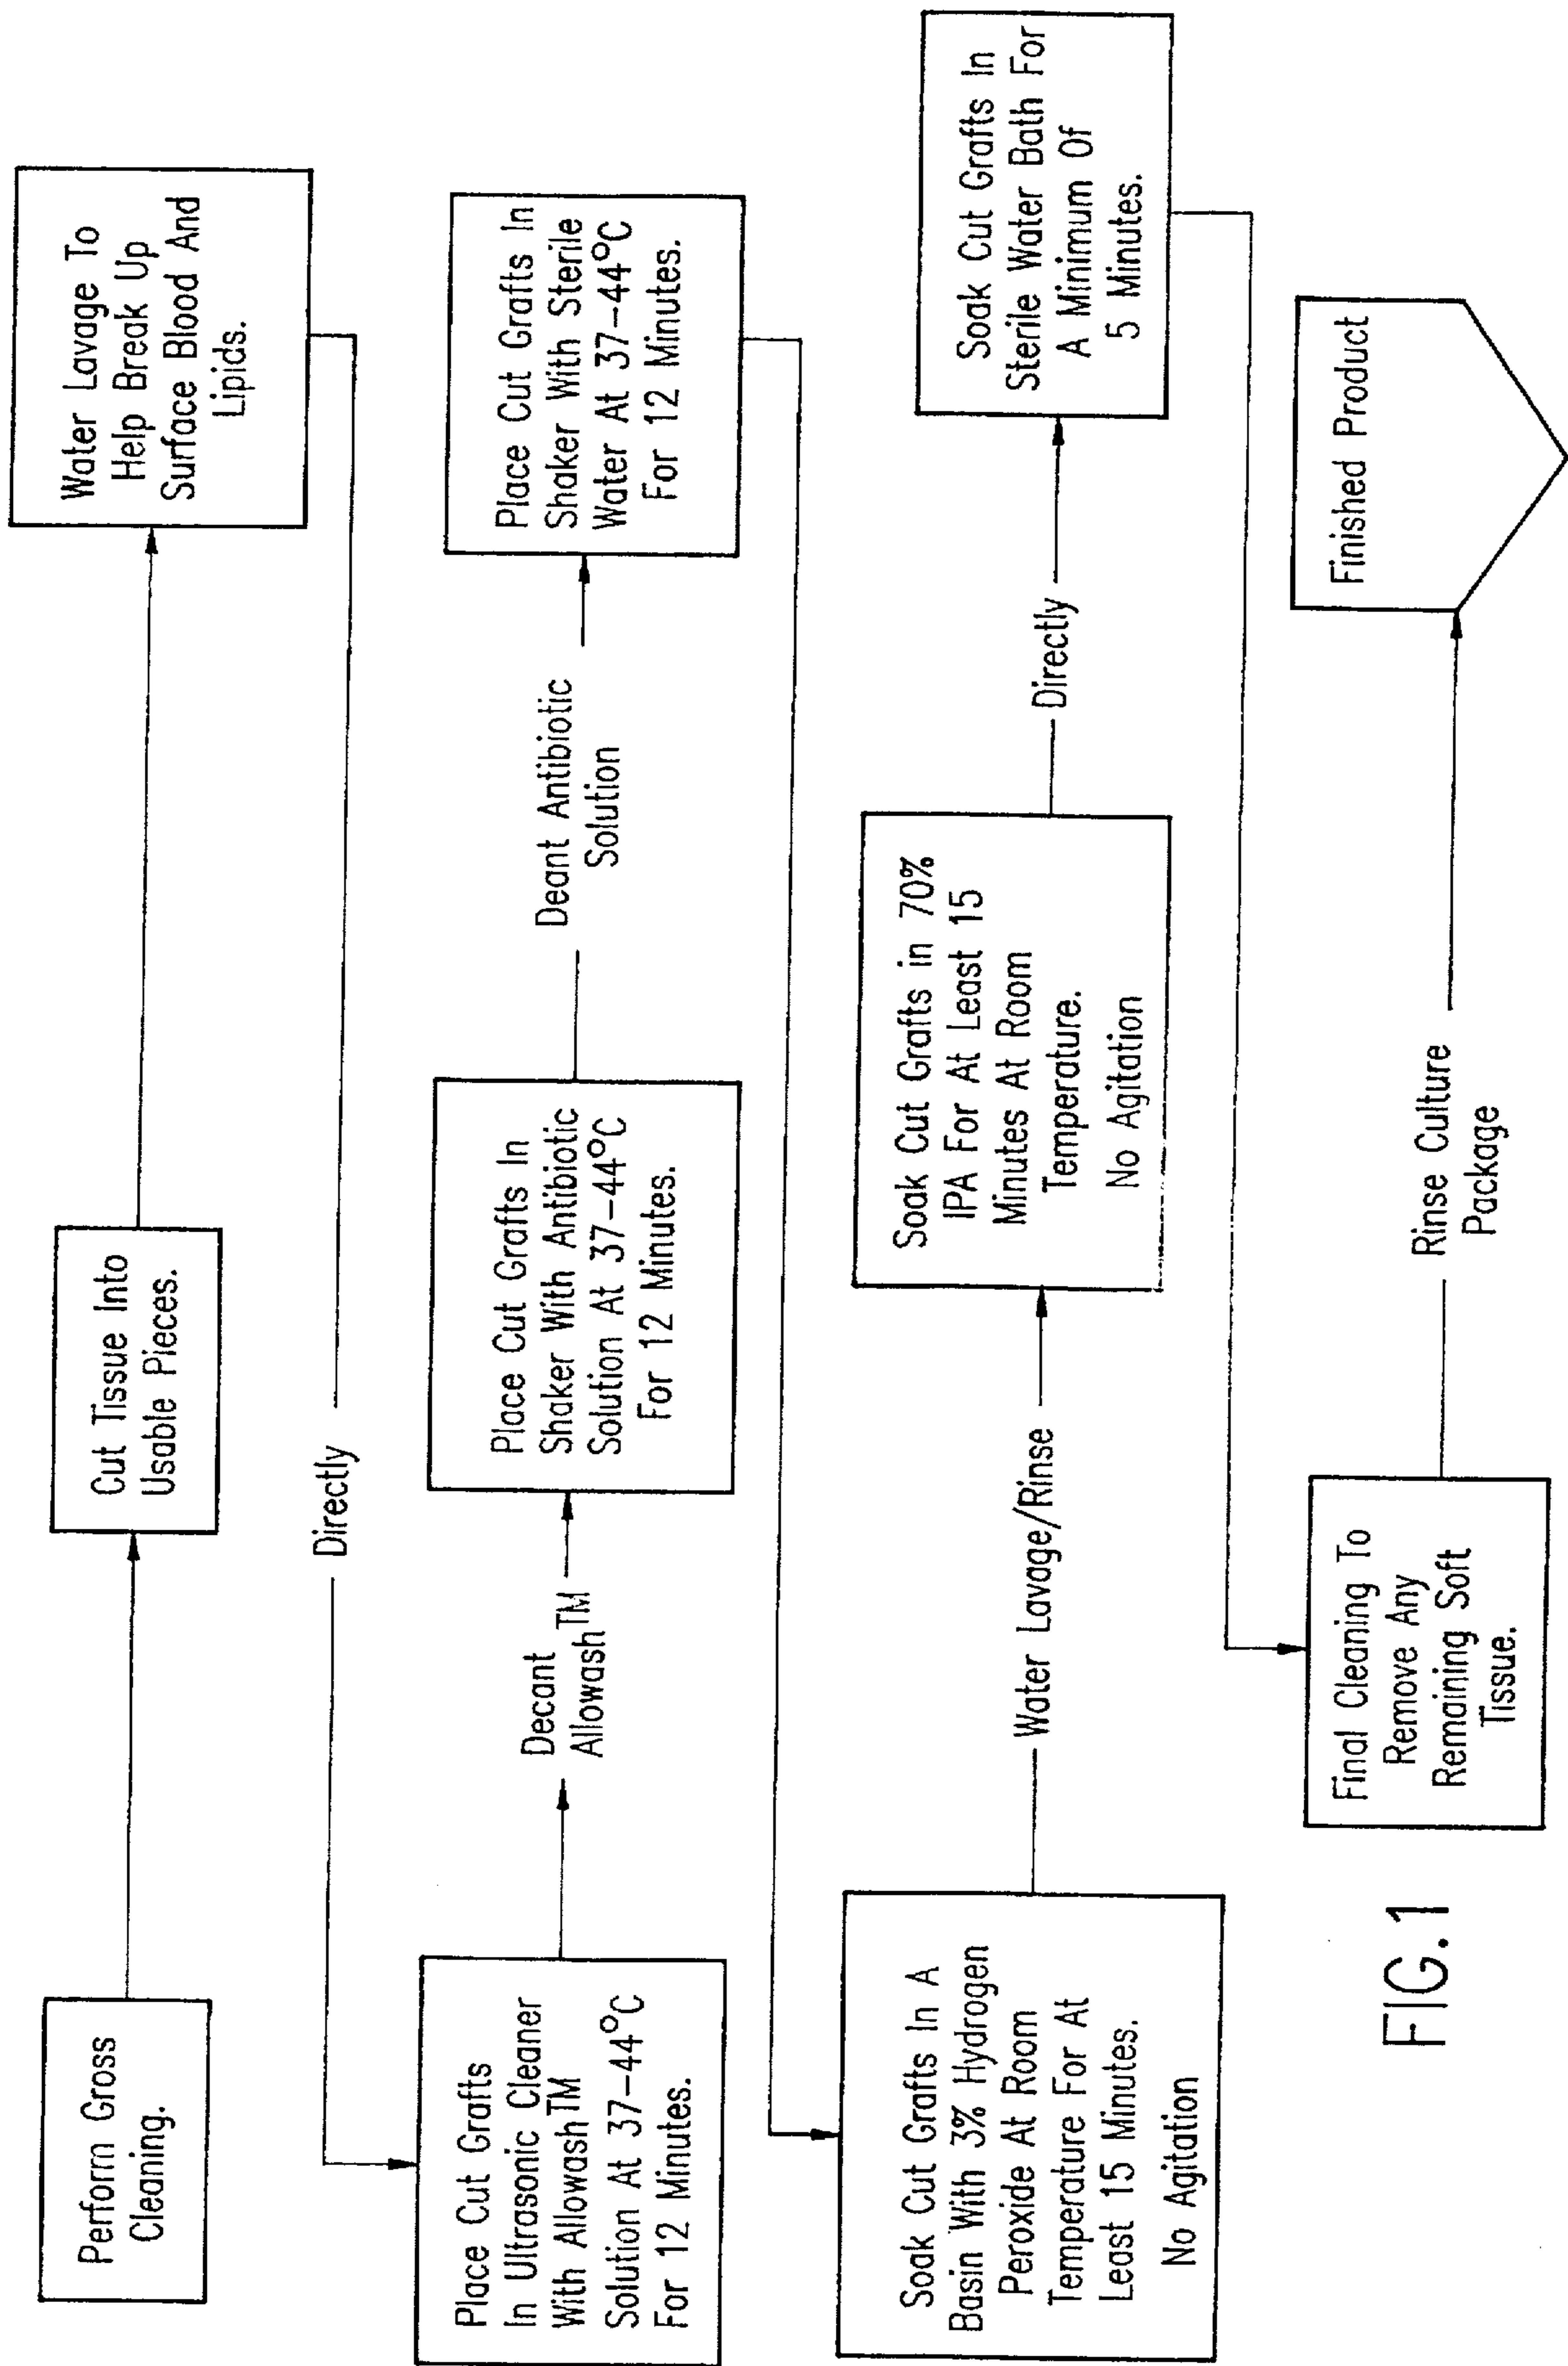 Perform Gross
Cleaning.
Cut Tissue Into
Usable Pieces.
Water Lavage To
Help Break Up
Surface Blood And
Lipids.
Directly
Place Cut Grafts
In Ultrasonic Cleaner
With Allowash™
Solution At 37–44°C
For 12 Minutes.
Decant
Allowash™
Place Cut Grafts In
Shaker With Antibiotic
Solution At 37–44°C
For 12 Minutes.
Deant Antibiotic
Solution
Place Cut Grafts In
Shaker With Sterile
Water At 37–44°C
For 12 Minutes.
Soak Cut Grafts In A
Basin With 3% Hydrogen
Peroxide At Room
Temperature For At
Least 15 Minutes.
No Agitation
Water Lavage/Rinse
Soak Cut Grafts in 70%
IPA For At Least 15
Minutes At Room
Temperature.
No Agitation
Directly
Soak Cut Grafts In
Sterile Water Bath For
A Minimum Of
5 Minutes.
Final Cleaning To
Remove Any
Remaining Soft
Tissue.
Rinse Culture
Package
Finished Product
FIG.1